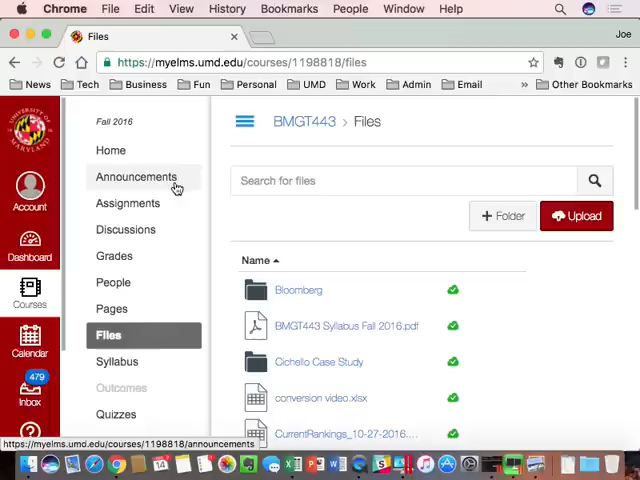 Chrome File Edit View History Bookmarks People Window Help
Files
Joe
https://myelms.umd.edu/courses/1198818/files
News Tech Business Fun Personal UMD Work Admin Email » Other Bookmarks
UNIVERSITY OF MARYLAND
Account
Dashboard
Courses
Calendar
479
Inbox
Fall 2016
Home
Announcements
Assignments
Discussions
Grades
People
Pages
Files
Syllabus
Outcomes
Quizzes
BMGT443 > Files
Search for files
+ Folder
Upload
Name
Bloomberg
BMGT443 Syllabus Fall 2016.pdf
Cichello Case Study
conversion video.xlsx
CurrentRankings_10-27-2016....
https://myelms.umd.edu/courses/1198818/announcements